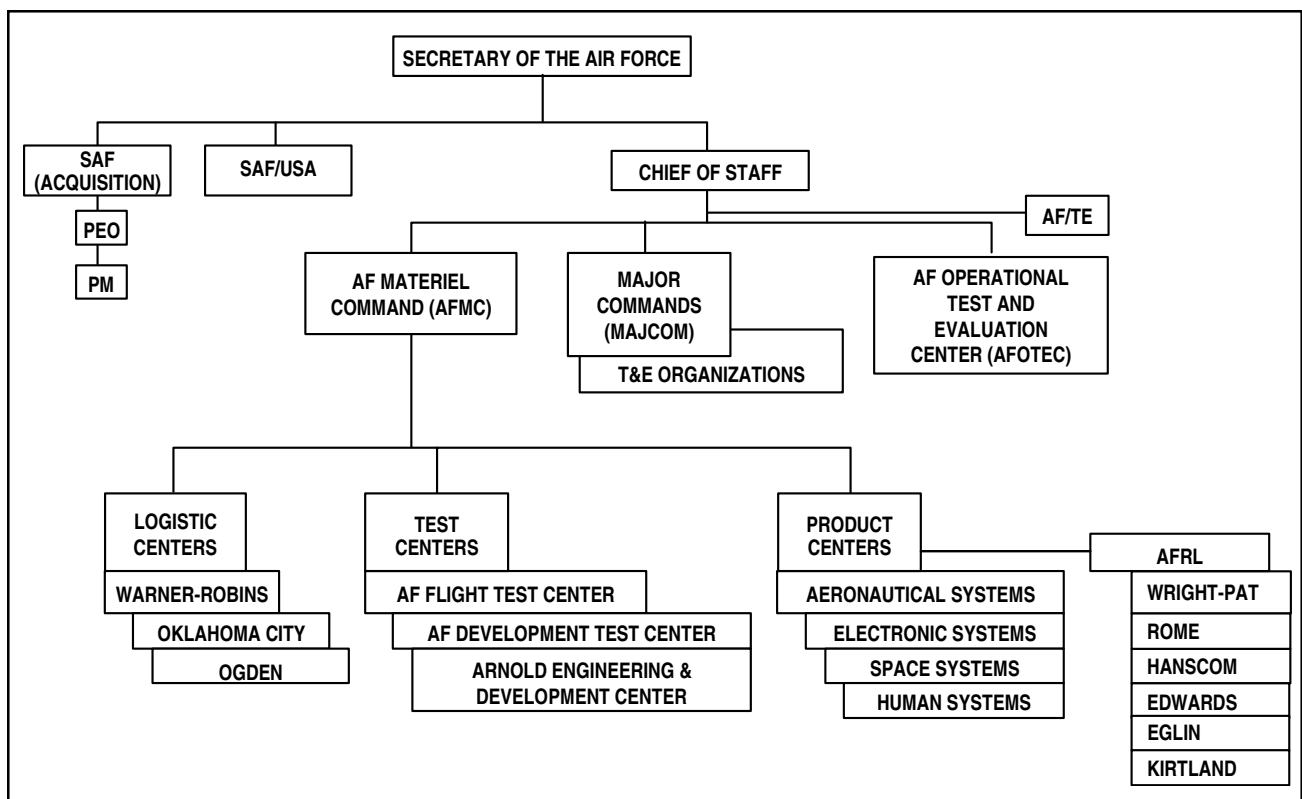 SECRETARY OF THE AIR FORCE
SAF
(ACQUISITION)
SAF/USA
CHIEF OF STAFF
PEO
AF/TE
PM
AF MATERIEL
COMMAND (AFMC)
MAJOR
COMMANDS
(MAJCOM)
T&E ORGANIZATIONS
AF OPERATIONAL
TEST AND
EVALUATION
CENTER (AFOTEC)
LOGISTIC
CENTERS
WARNER-ROBINS
OKLAHOMA CITY
OGDEN
TEST
CENTERS
AF FLIGHT TEST CENTER
AF DEVELOPMENT TEST CENTER
ARNOLD ENGINEERING &
DEVELOPMENT CENTER
PRODUCT
CENTERS
AERONAUTICAL SYSTEMS
ELECTRONIC SYSTEMS
SPACE SYSTEMS
HUMAN SYSTEMS
AFRL
WRIGHT-PAT
ROME
HANSCOM
EDWARDS
EGLIN
KIRTLAND